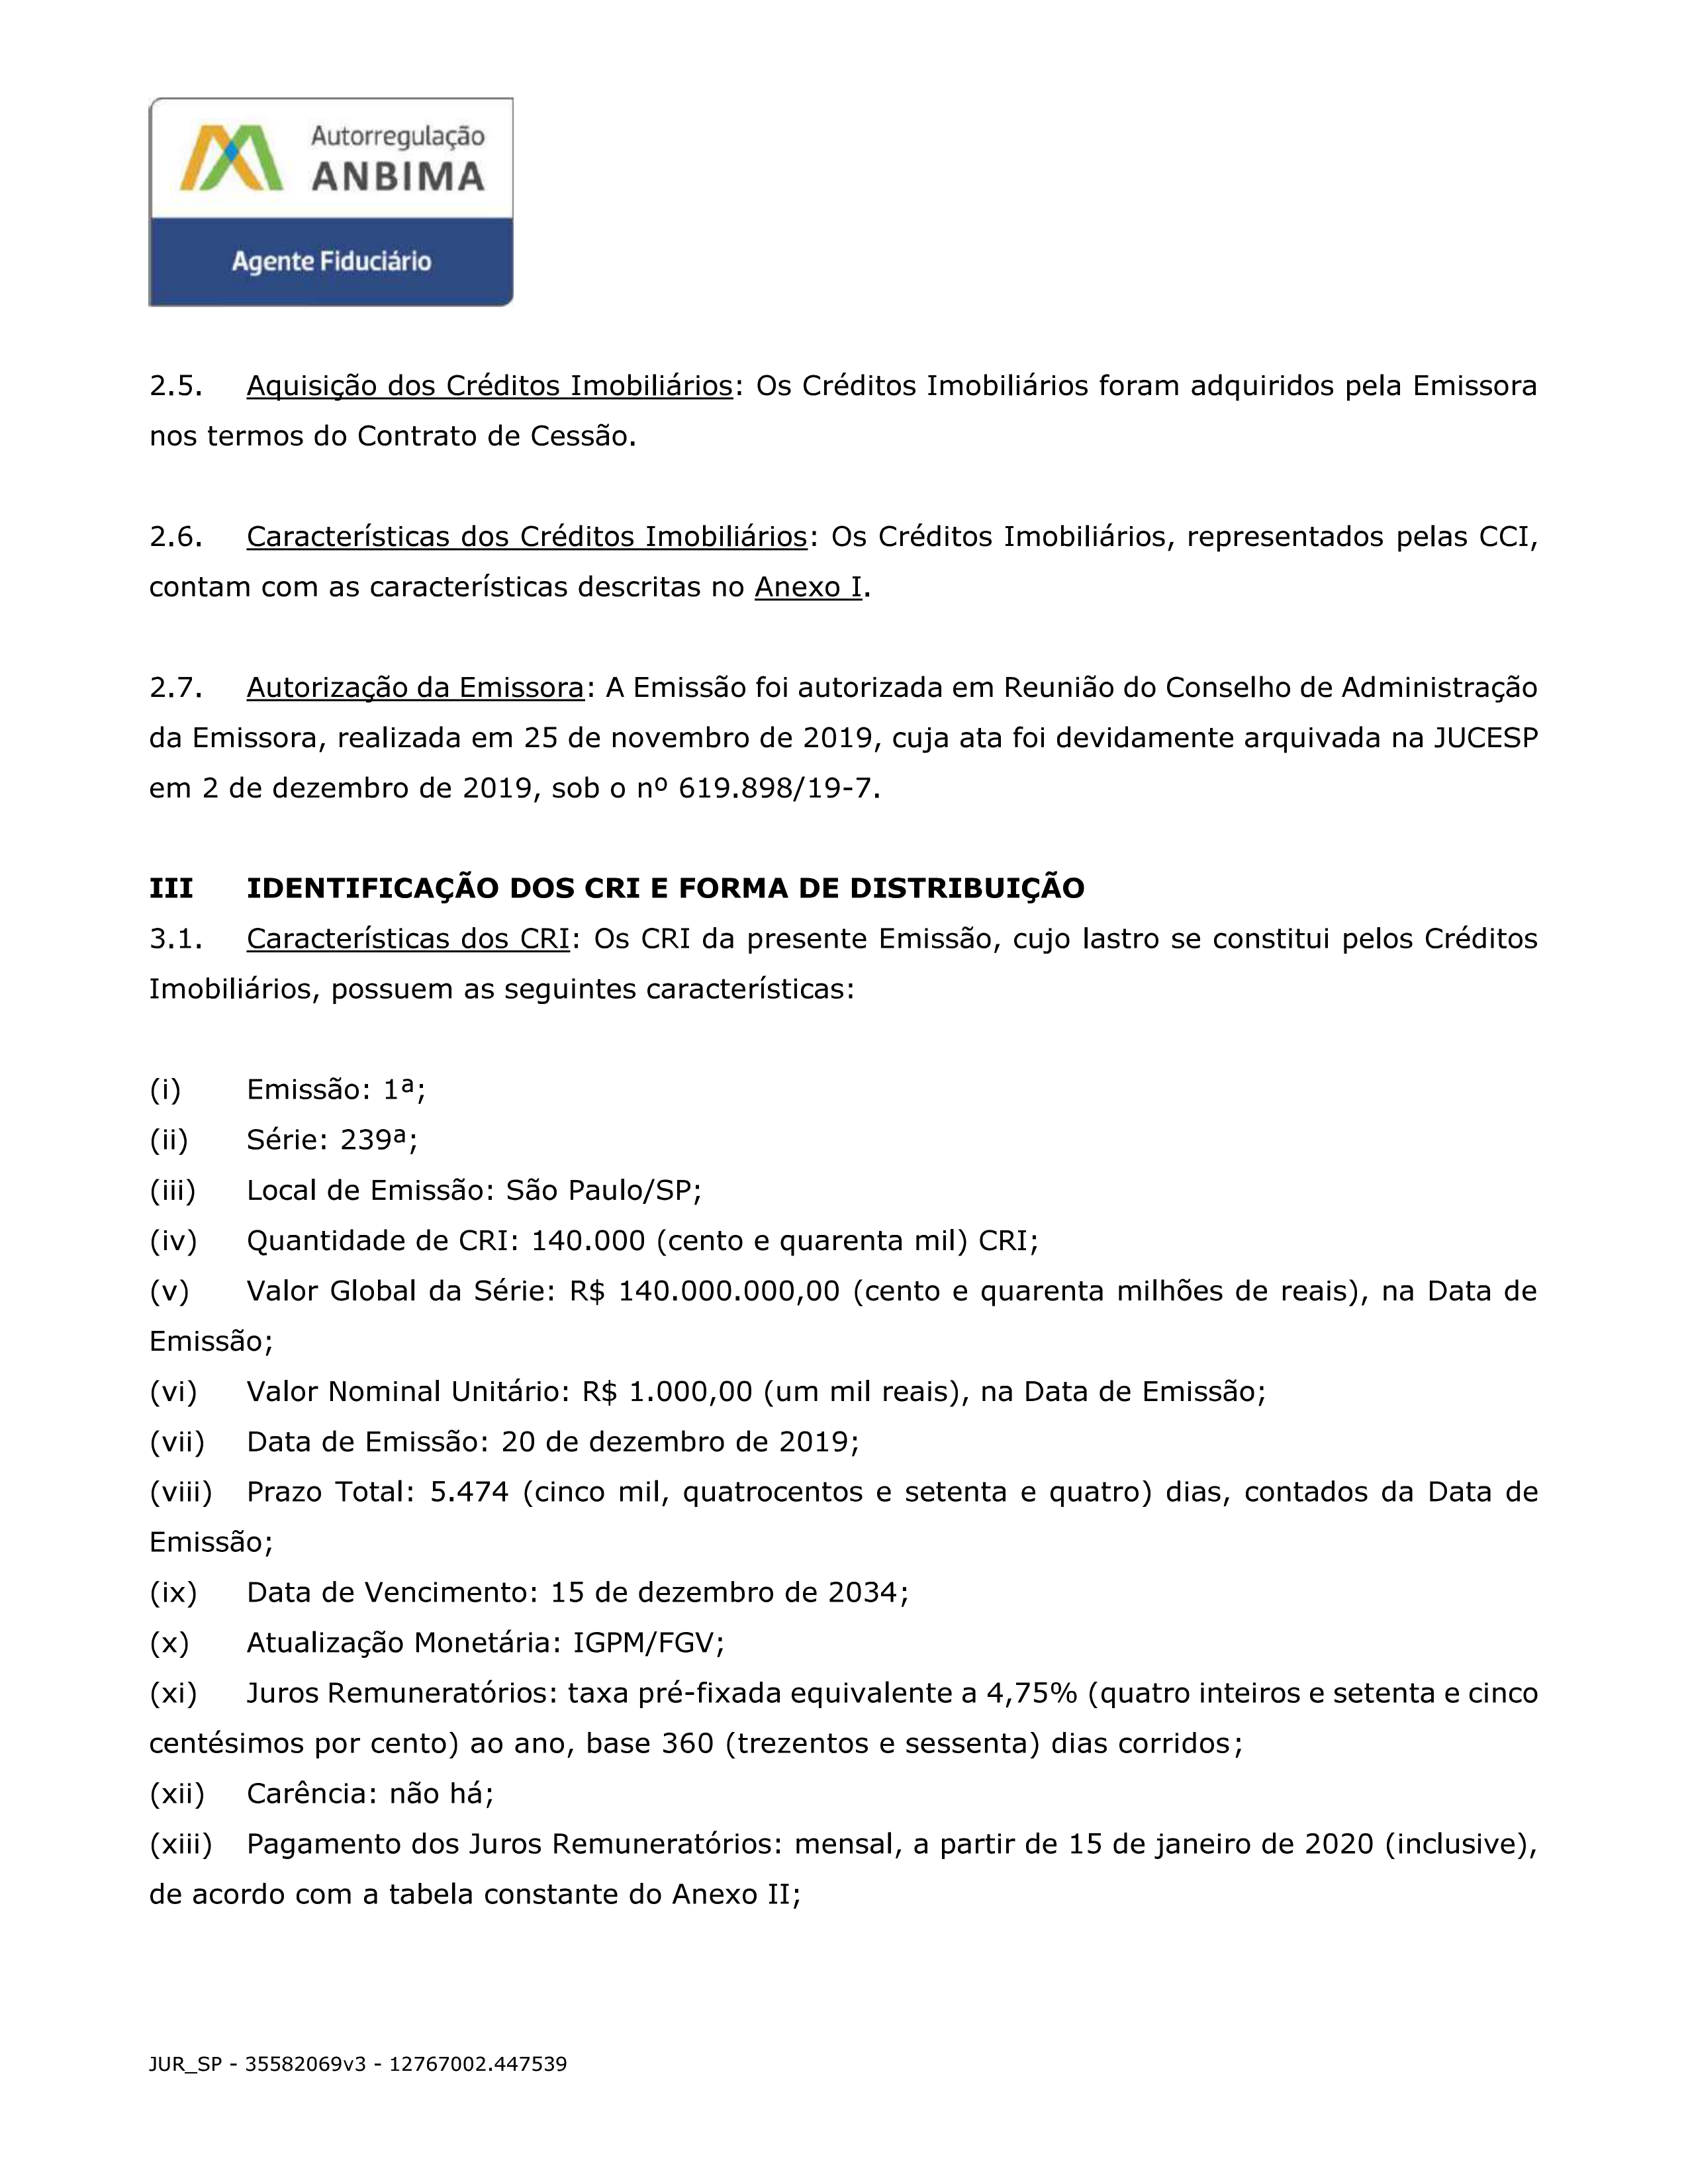 Autorregulação
ANBIMA
Agente Fiduciário
2.5. Aquisição dos Créditos Imobiliários: Os Créditos Imobiliários foram adquiridos pela Emissora
nos termos do Contrato de Cessão.
2.6. Características dos Créditos Imobiliários: Os Créditos Imobiliários, representados pelas CCI,
contam com as características descritas no Anexo I.
2.7. Autorização da Emissora: A Emissão foi autorizada em Reunião do Conselho de Administração
da Emissora, realizada em 25 de novembro de 2019, cuja ata foi devidamente arquivada na JUCESP
em 2 de dezembro de 2019, sob o nº 619.898/19-7.
III IDENTIFICAÇÃO DOS CRI E FORMA DE DISTRIBUIÇÃO
3.1. Características dos CRI: Os CRI da presente Emissão, cujo lastro se constitui pelos Créditos
Imobiliários, possuem as seguintes características:
(i) Emissão: 1ª;
(ii) Série: 239ª;
(iii) Local de Emissão: São Paulo/SP;
(iv) Quantidade de CRI: 140.000 (cento e quarenta mil) CRI;
(v) Valor Global da Série: R$ 140.000.000,00 (cento e quarenta milhões de reais), na Data de
Emissão;
(vi) Valor Nominal Unitário: R$ 1.000,00 (um mil reais), na Data de Emissão;
(vii) Data de Emissão: 20 de dezembro de 2019;
(viii) Prazo Total: 5.474 (cinco mil, quatrocentos e setenta e quatro) dias, contados da Data de
Emissão;
(ix) Data de Vencimento: 15 de dezembro de 2034;
(x) Atualização Monetária: IGPM/FGV;
(xi) Juros Remuneratórios: taxa pré-fixada equivalente a 4,75% (quatro inteiros e setenta e cinco
centésimos por cento) ao ano, base 360 (trezentos e sessenta) dias corridos;
(xii) Carência: não há;
(xiii) Pagamento dos Juros Remuneratórios: mensal, a partir de 15 de janeiro de 2020 (inclusive),
de acordo com a tabela constante do Anexo II;
JUR_SP - 35582069v3 - 12767002.447539